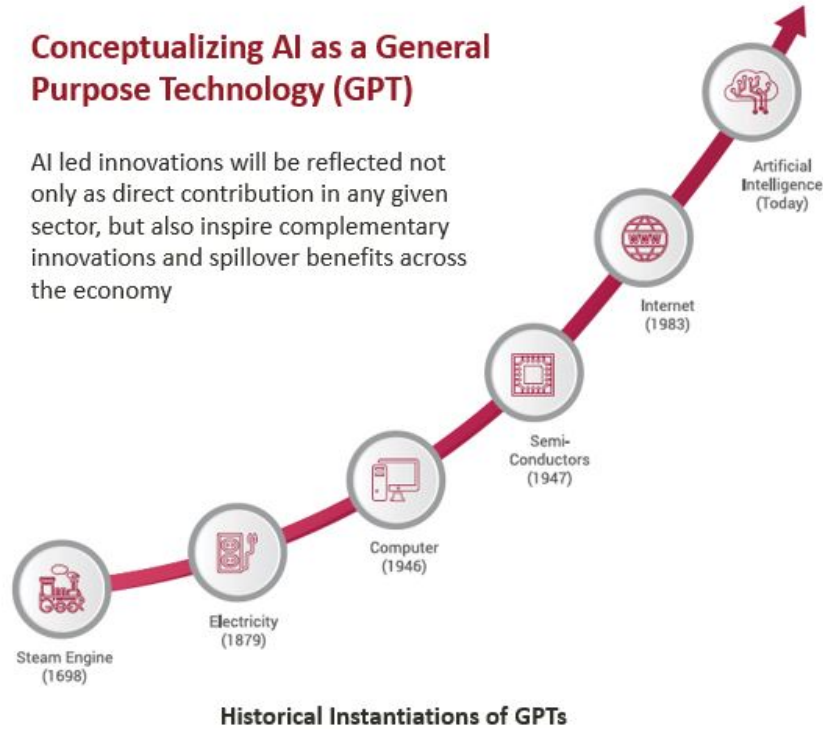 Conceptualizing AI as a General
Purpose Technology (GPT)
AI led innovations will be reflected not
only as direct contribution in any given
sector, but also inspire complementary
innovations and spillover benefits across
the economy
Artificial
Intelligence
(Today)
WWW
Internet
(1983)
Semi-
Conductors
(1947)
Computer
(1946)
Electricity
(1879)
Steam Engine
(1698)
Historical Instantiations of GPTs